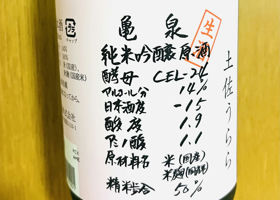 亀泉
生酒
純米吟醸原酒
酵母 CEL-24
アルコール分 14%
日本酒度 -15
酸度 1.9
アミノ酸 1.1
原材料名 米(国産)
米麹(国産米)
精米歩合 50%
土佐うらら